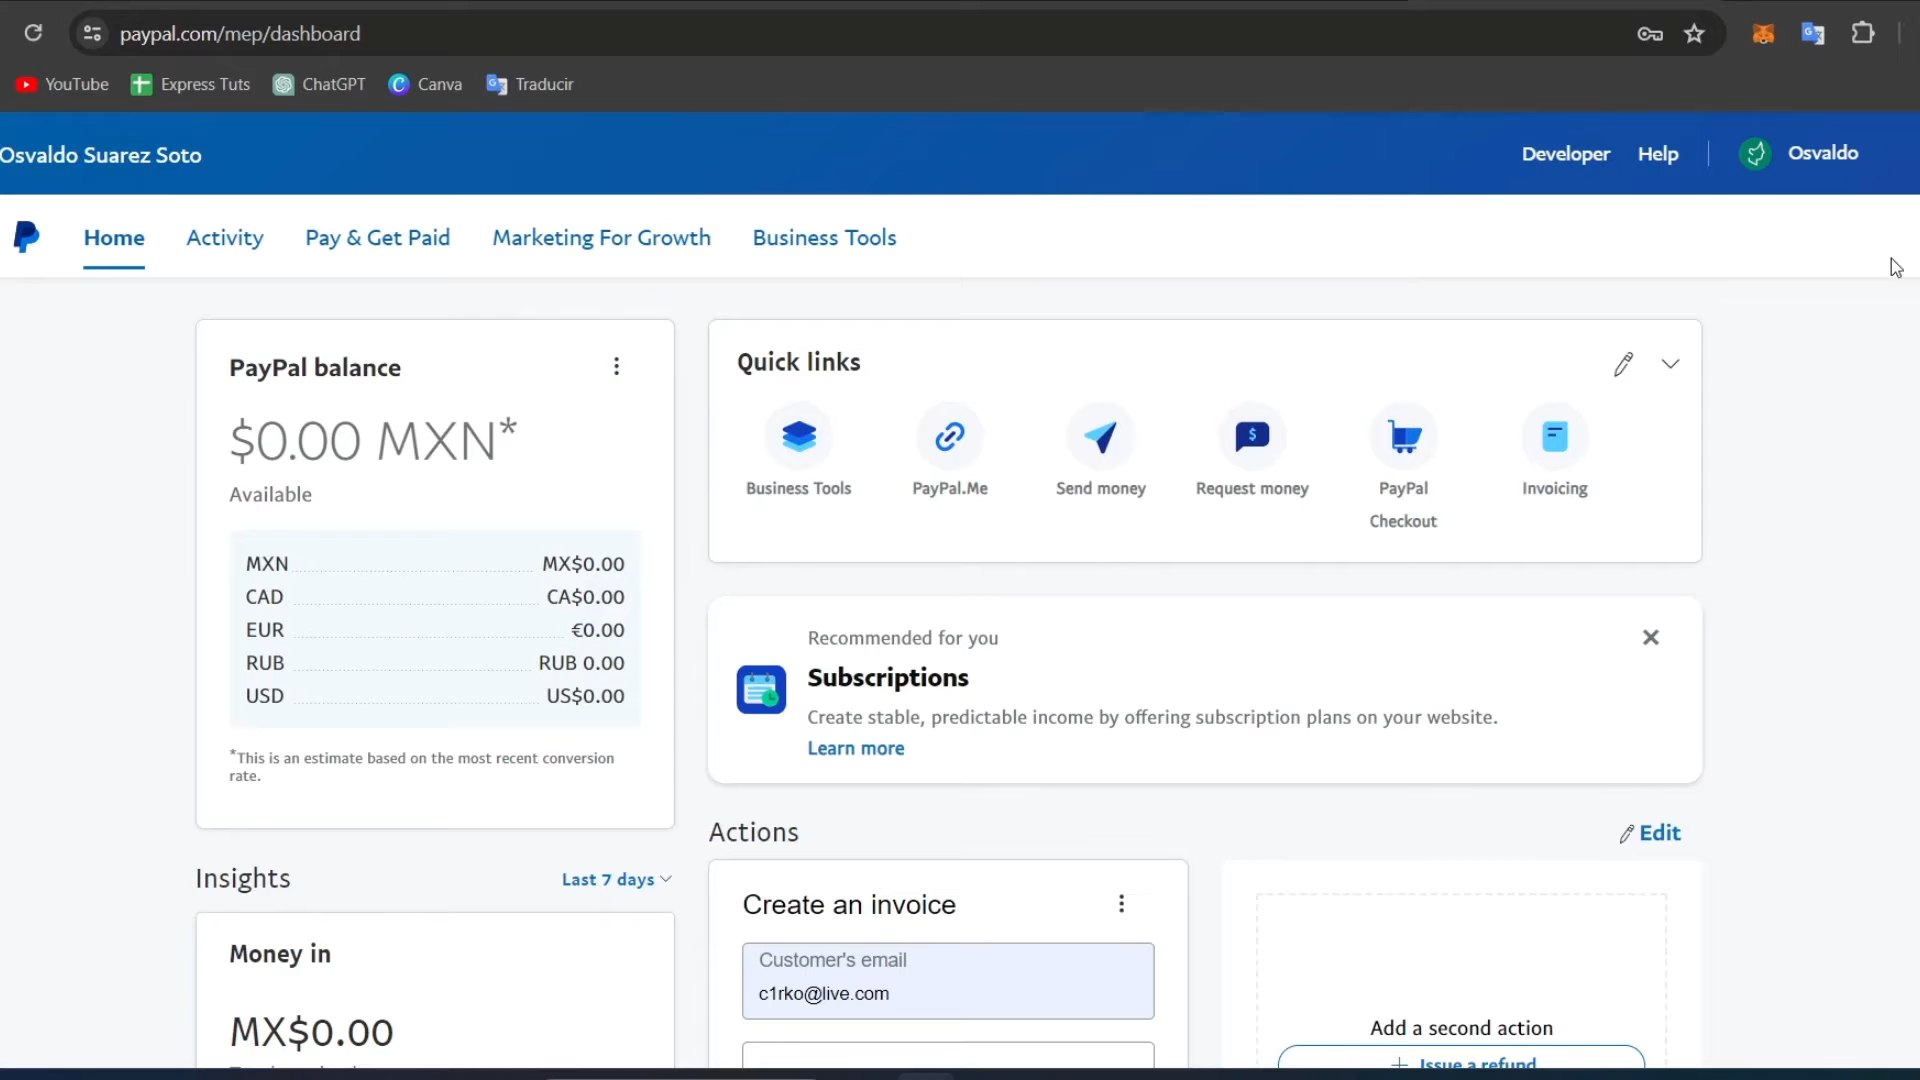 paypal.com/mep/dashboard
YouTube
Express Tuts
ChatGPT
Canva
Traducir
Osvaldo Suarez Soto
Developer
Help
Osvaldo
Home
Activity
Pay & Get Paid
Marketing For Growth
Business Tools
PayPal balance
$0.00 MXN*
Available
MXN MX$0.00
CAD CA$0.00
EUR €0.00
RUB RUB 0.00
USD US$0.00
*This is an estimate based on the most recent conversion
rate.
Quick links
Business Tools
PayPal.Me
Send money
Request money
PayPal
Checkout
Invoicing
Recommended for you
Subscriptions
Create stable, predictable income by offering subscription plans on your website.
Learn more
Insights
Last 7 days
Money in
MX$0.00
Actions
Edit
Create an invoice
Customer's email
c1rko@live.com
Add a second action
Issue a refund